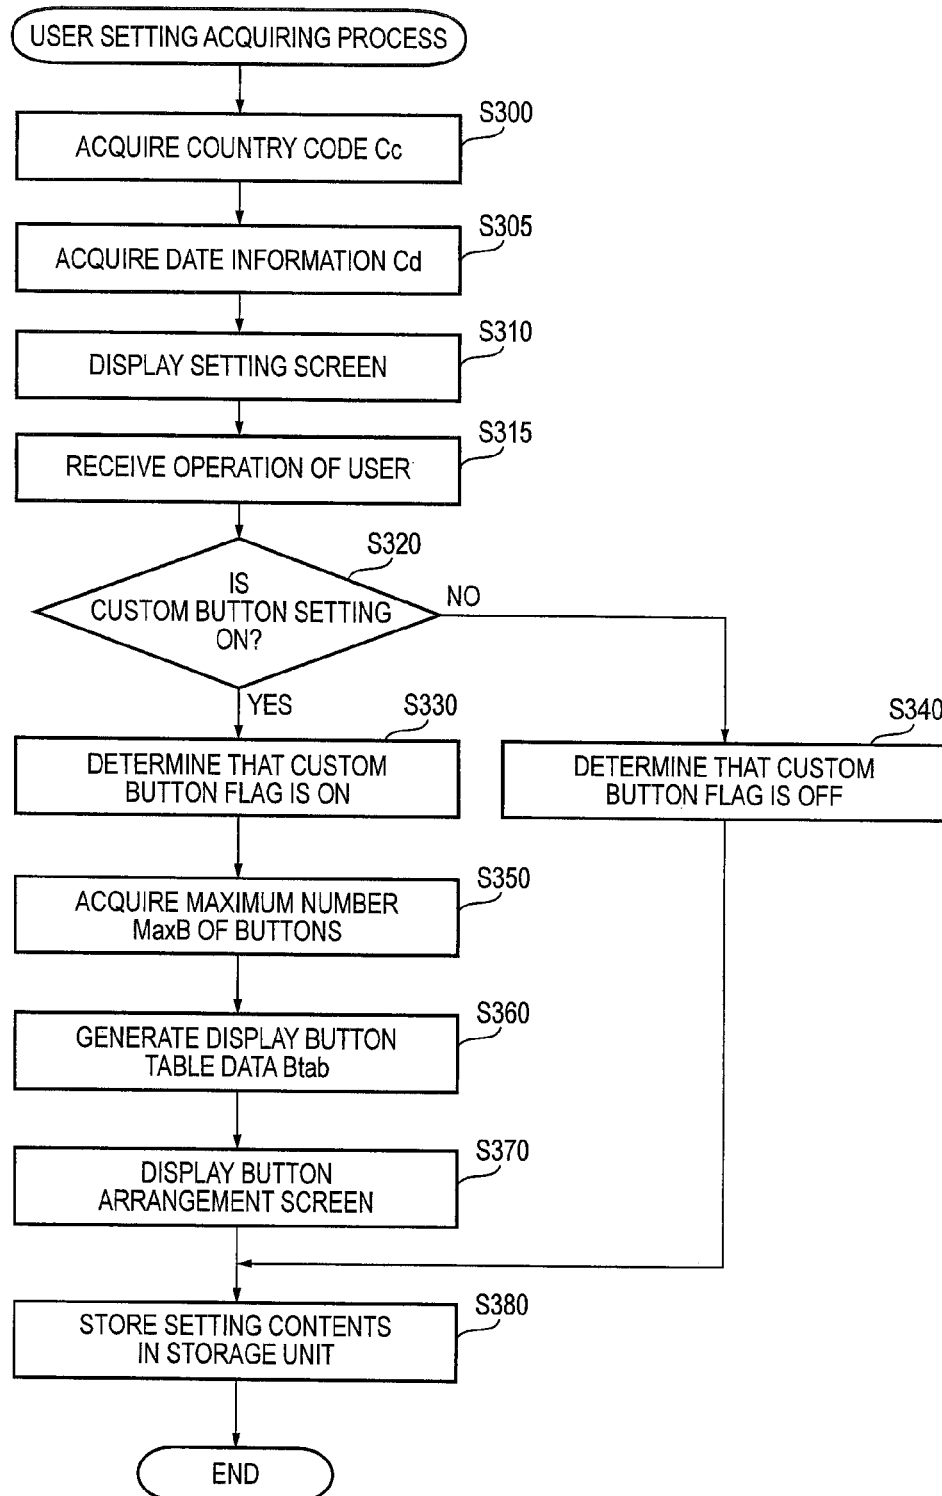 USER SETTING ACQUIRING PROCESS
S300
ACQUIRE COUNTRY CODE Cc
S305
ACQUIRE DATE INFORMATION Cd
S310
DISPLAY SETTING SCREEN
S315
RECEIVE OPERATION OF USER
S320
IS
CUSTOM BUTTON SETTING
ON?
NO
YES
S330
DETERMINE THAT CUSTOM
BUTTON FLAG IS ON
S340
DETERMINE THAT CUSTOM
BUTTON FLAG IS OFF
S350
ACQUIRE MAXIMUM NUMBER
MaxB OF BUTTONS
S360
GENERATE DISPLAY BUTTON
TABLE DATA Btab
S370
DISPLAY BUTTON
ARRANGEMENT SCREEN
S380
STORE SETTING CONTENTS
IN STORAGE UNIT
END